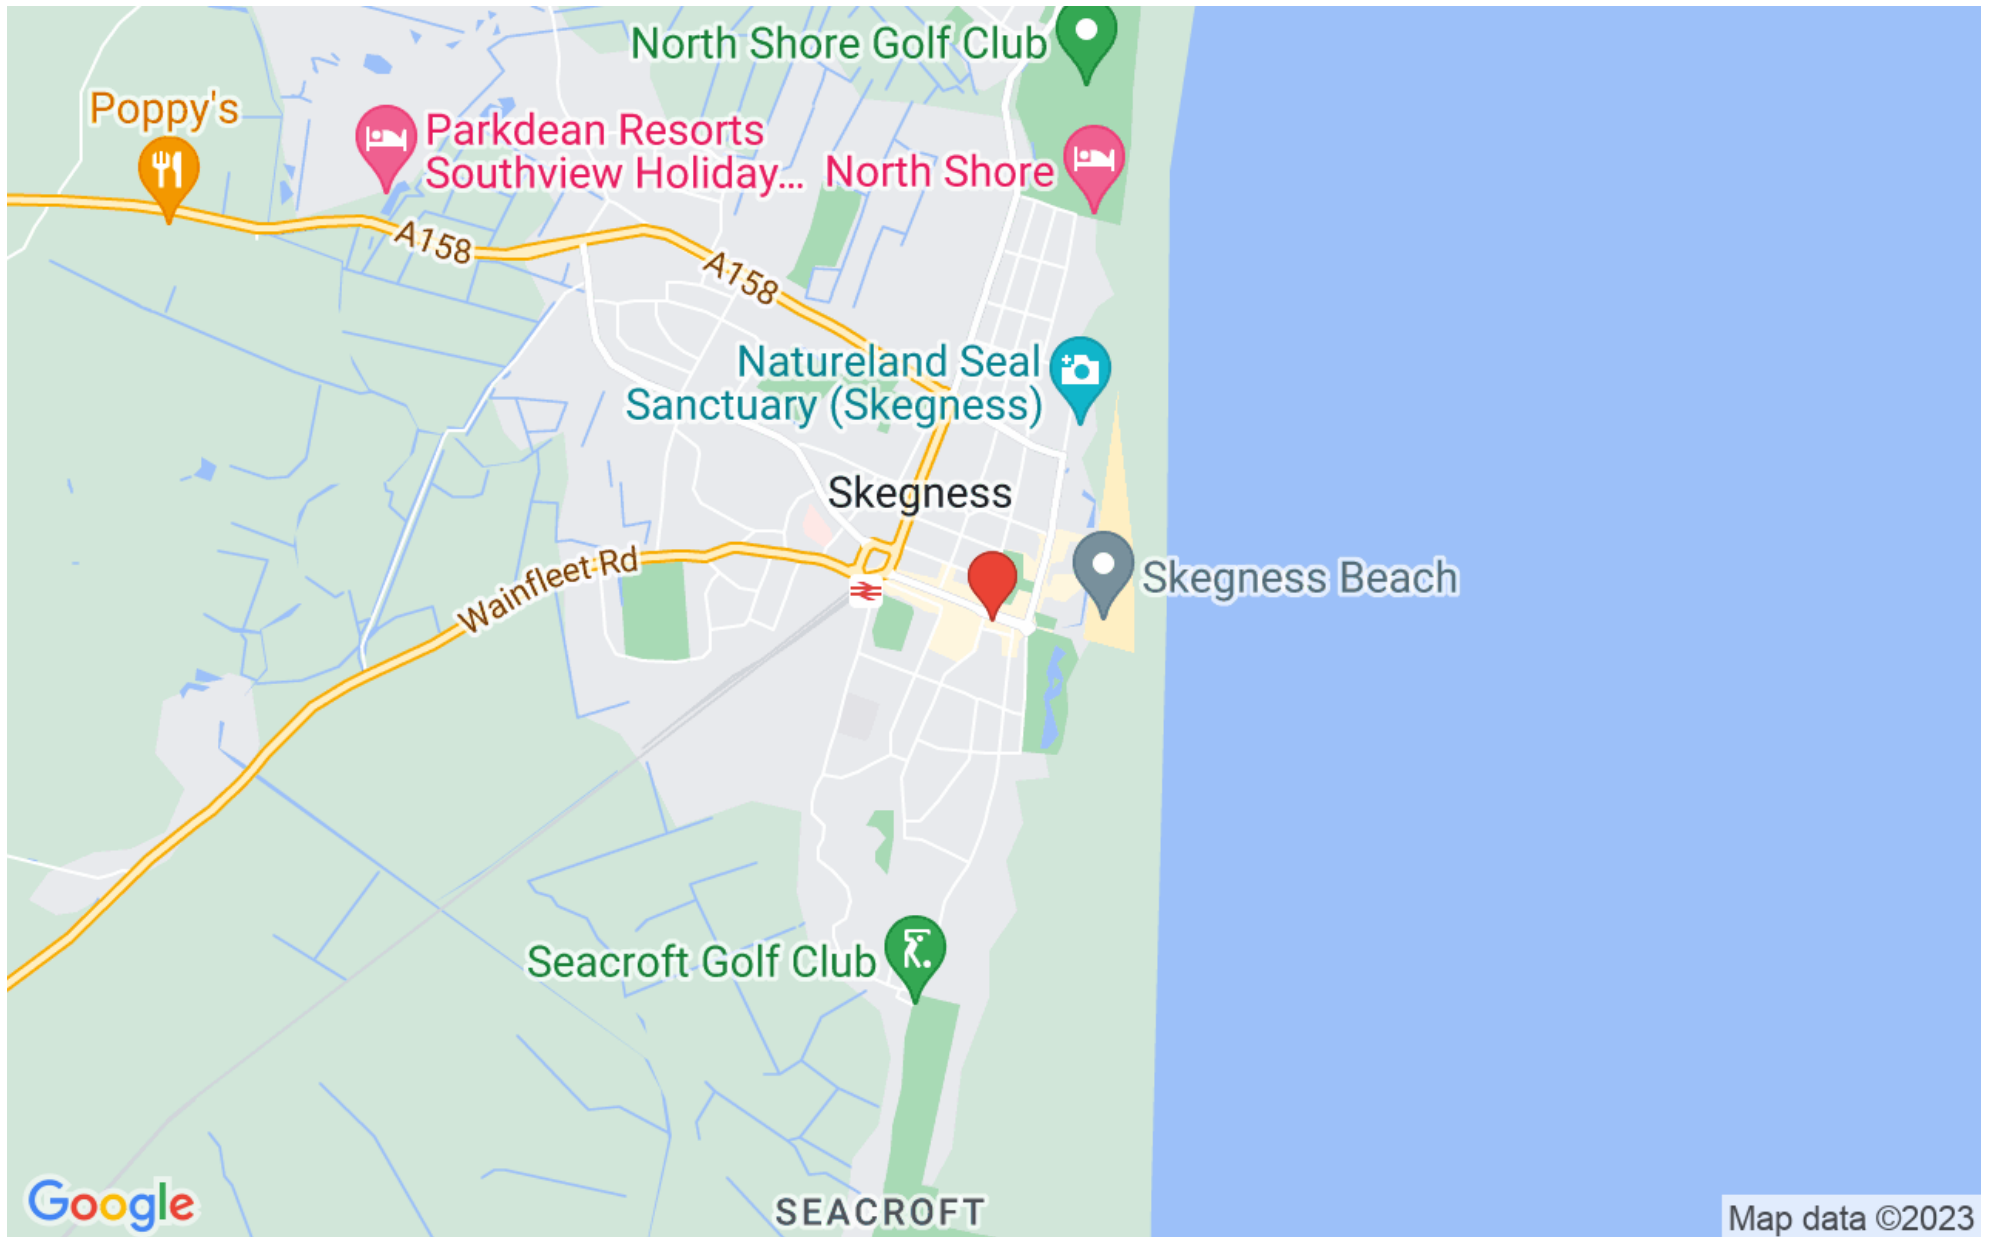 North Shore Golf Club
Poppy's
Parkdean Resorts
Southview Holiday...
North Shore
A158
A158
Natureland Seal
Sanctuary (Skegness)
Skegness
Wainfleet Rd
Skegness Beach
Seacroft Golf Club
SEACROFT
Google
Map data ©2023